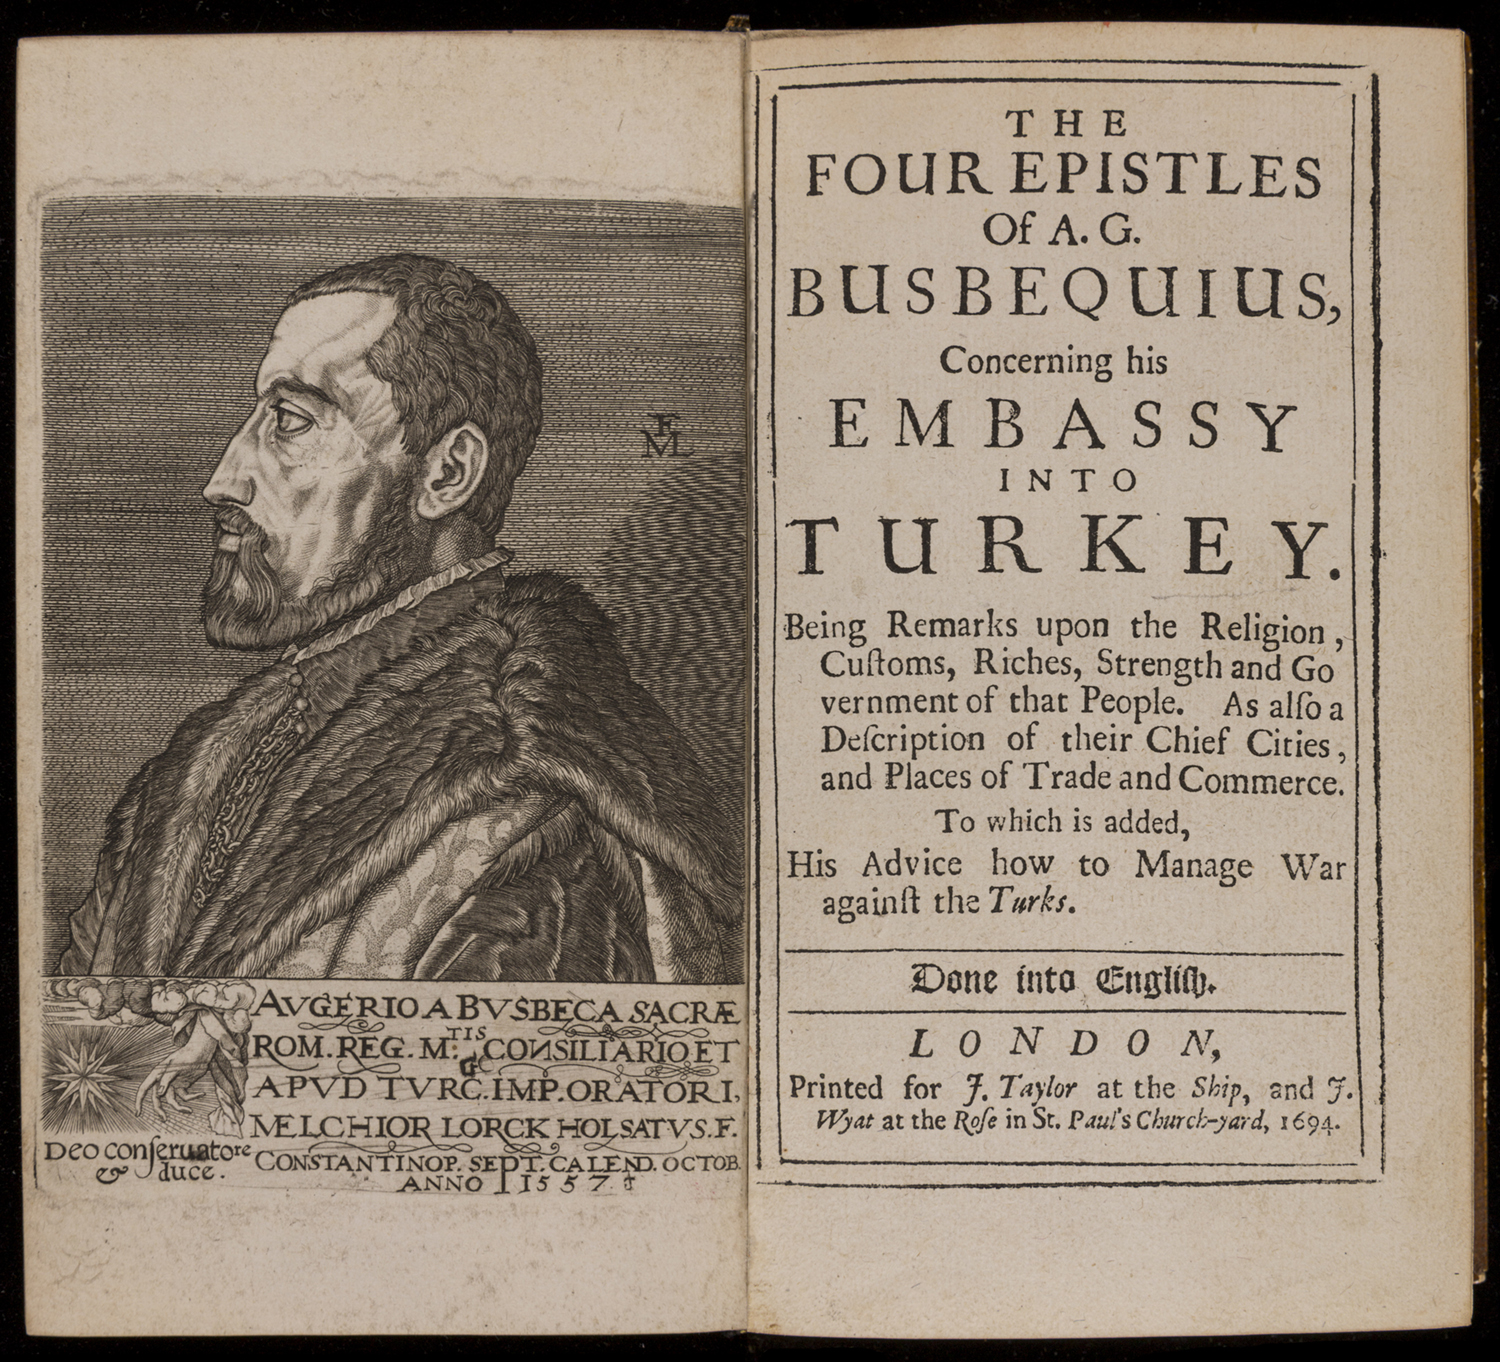 F
ML
AVGERIO A BVSBECA SACRÆ
ROM. REG. M:TIS CONSILIARIO ET
APVD TVRC:G IMP. ORATORI,
MELCHIOR LORCK HOLSATVS. F.
CONSTANTINOP. SEPT. CALEND. OCTOB.
ANNO 1557
Deo conſeruatore
& duce.
THE
FOUR EPISTLES
Of A. G.
BUSBEQUIUS,
Concerning his
EMBASSY
INTO
TURKEY.
Being Remarks upon the Religion,
Cuſtoms, Riches, Strength and Go
vernment of that People. As alſo a
Deſcription of their Chief Cities,
and Places of Trade and Commerce.
To which is added,
His Advice how to Manage War
againſt the Turks.
Done into Engliſh.
LONDON,
Printed for J. Taylor at the Ship, and J.
Wyat at the Roſe in St. Paul's Church-yard, 1694.